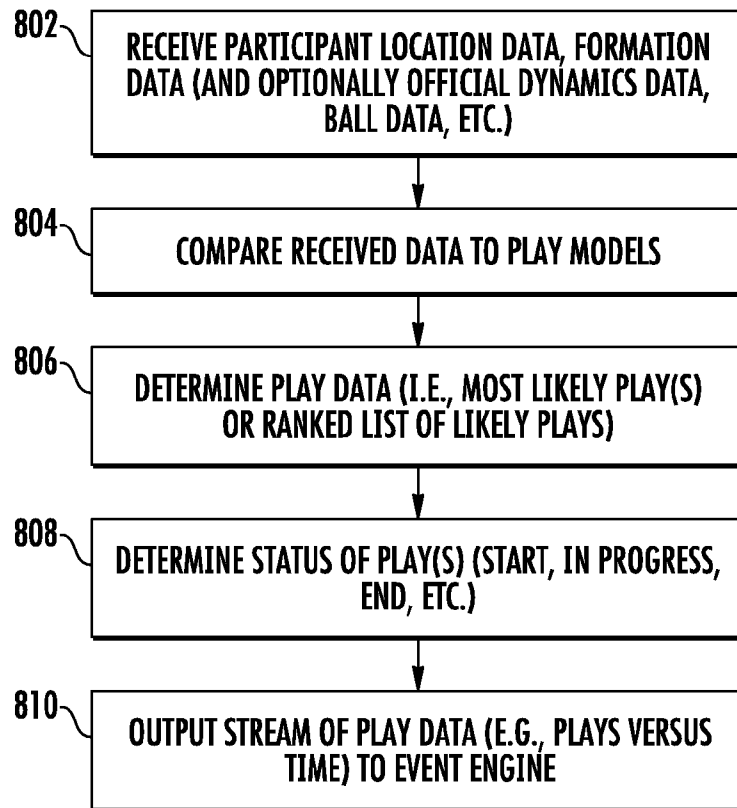 802
RECEIVE PARTICIPANT LOCATION DATA, FORMATION
DATA (AND OPTIONALLY OFFICIAL DYNAMICS DATA,
BALL DATA, ETC.)
804
COMPARE RECEIVED DATA TO PLAY MODELS
806
DETERMINE PLAY DATA (I.E., MOST LIKELY PLAY(S)
OR RANKED LIST OF LIKELY PLAYS)
808
DETERMINE STATUS OF PLAY(S) (START, IN PROGRESS,
END, ETC.)
810
OUTPUT STREAM OF PLAY DATA (E.G., PLAYS VERSUS
TIME) TO EVENT ENGINE